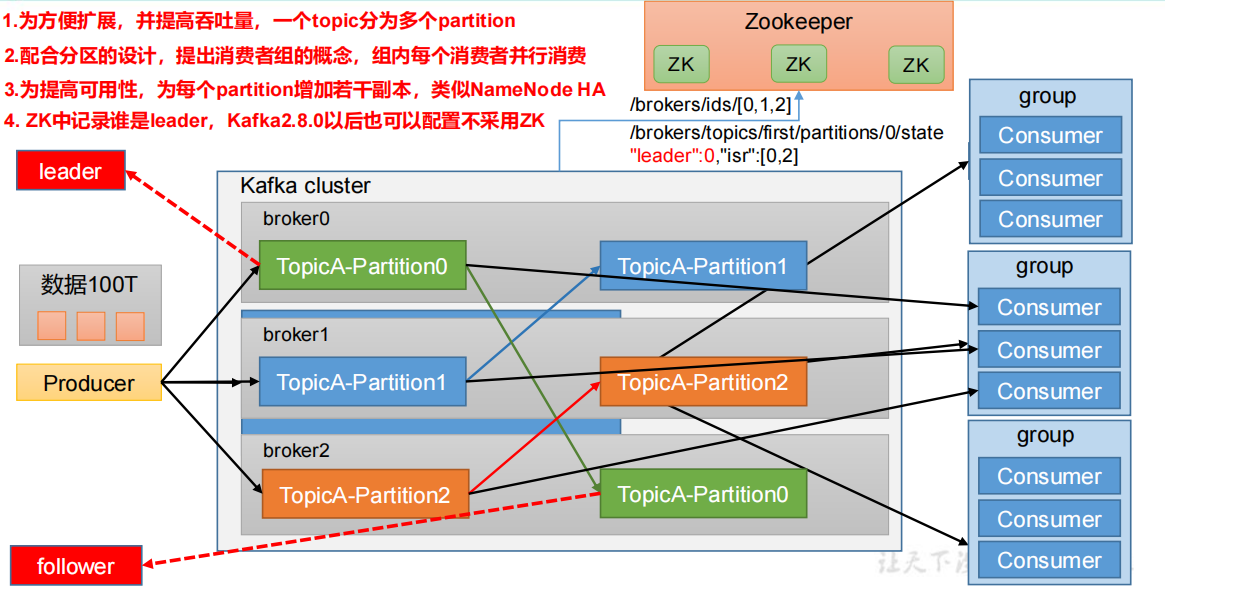 1.为方便扩展，并提高吞吐量，一个topic分为多个partition
2.配合分区的设计，提出消费者组的概念，组内每个消费者并行消费
3.为提高可用性，为每个partition增加若干副本，类似NameNode HA
4. ZK中记录谁是leader，Kafka2.8.0以后也可以配置不采用ZK
Zookeeper
ZK
ZK
ZK
/brokers/ids/[0,1,2]
/brokers/topics/first/partitions/0/state
"leader":0,"isr":[0,2]
leader
数据100T
Producer
follower
Kafka cluster
broker0
TopicA-Partition0
TopicA-Partition1
broker1
TopicA-Partition1
TopicA-Partition2
broker2
TopicA-Partition2
TopicA-Partition0
group
Consumer
Consumer
Consumer
group
Consumer
Consumer
Consumer
group
Consumer
Consumer
Consumer
让天下